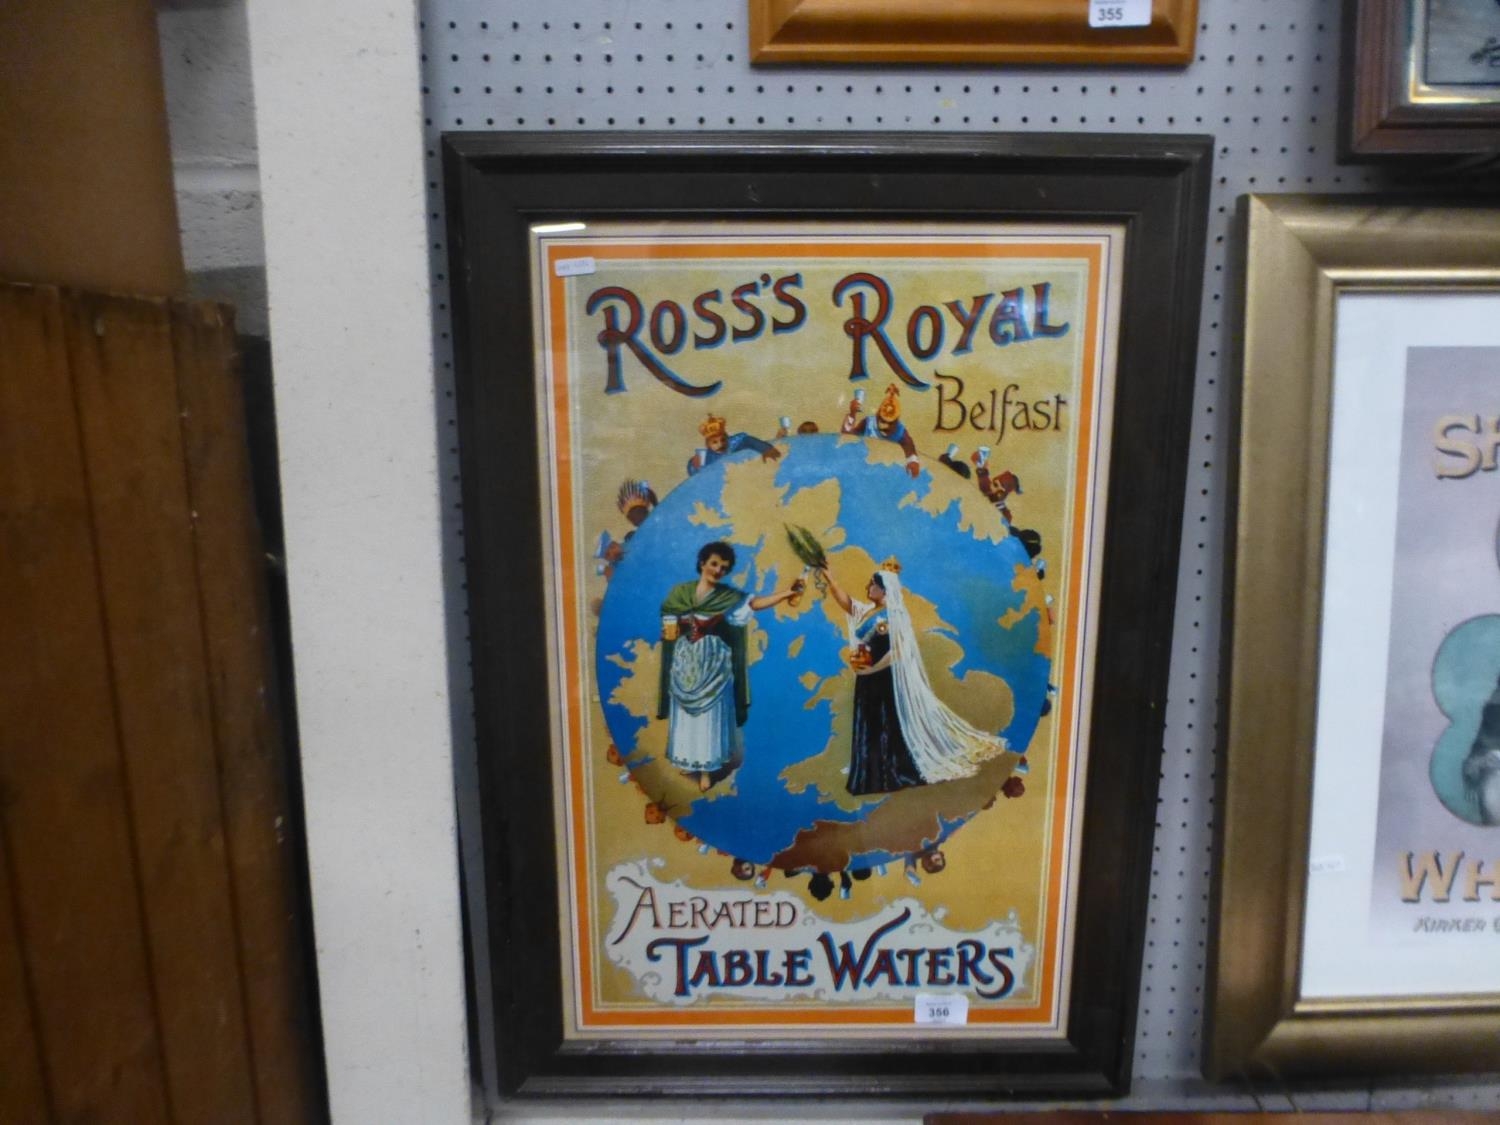 355
ROSS'S ROYAL
Belfast
AERATED
TABLE WATERS
356
WH